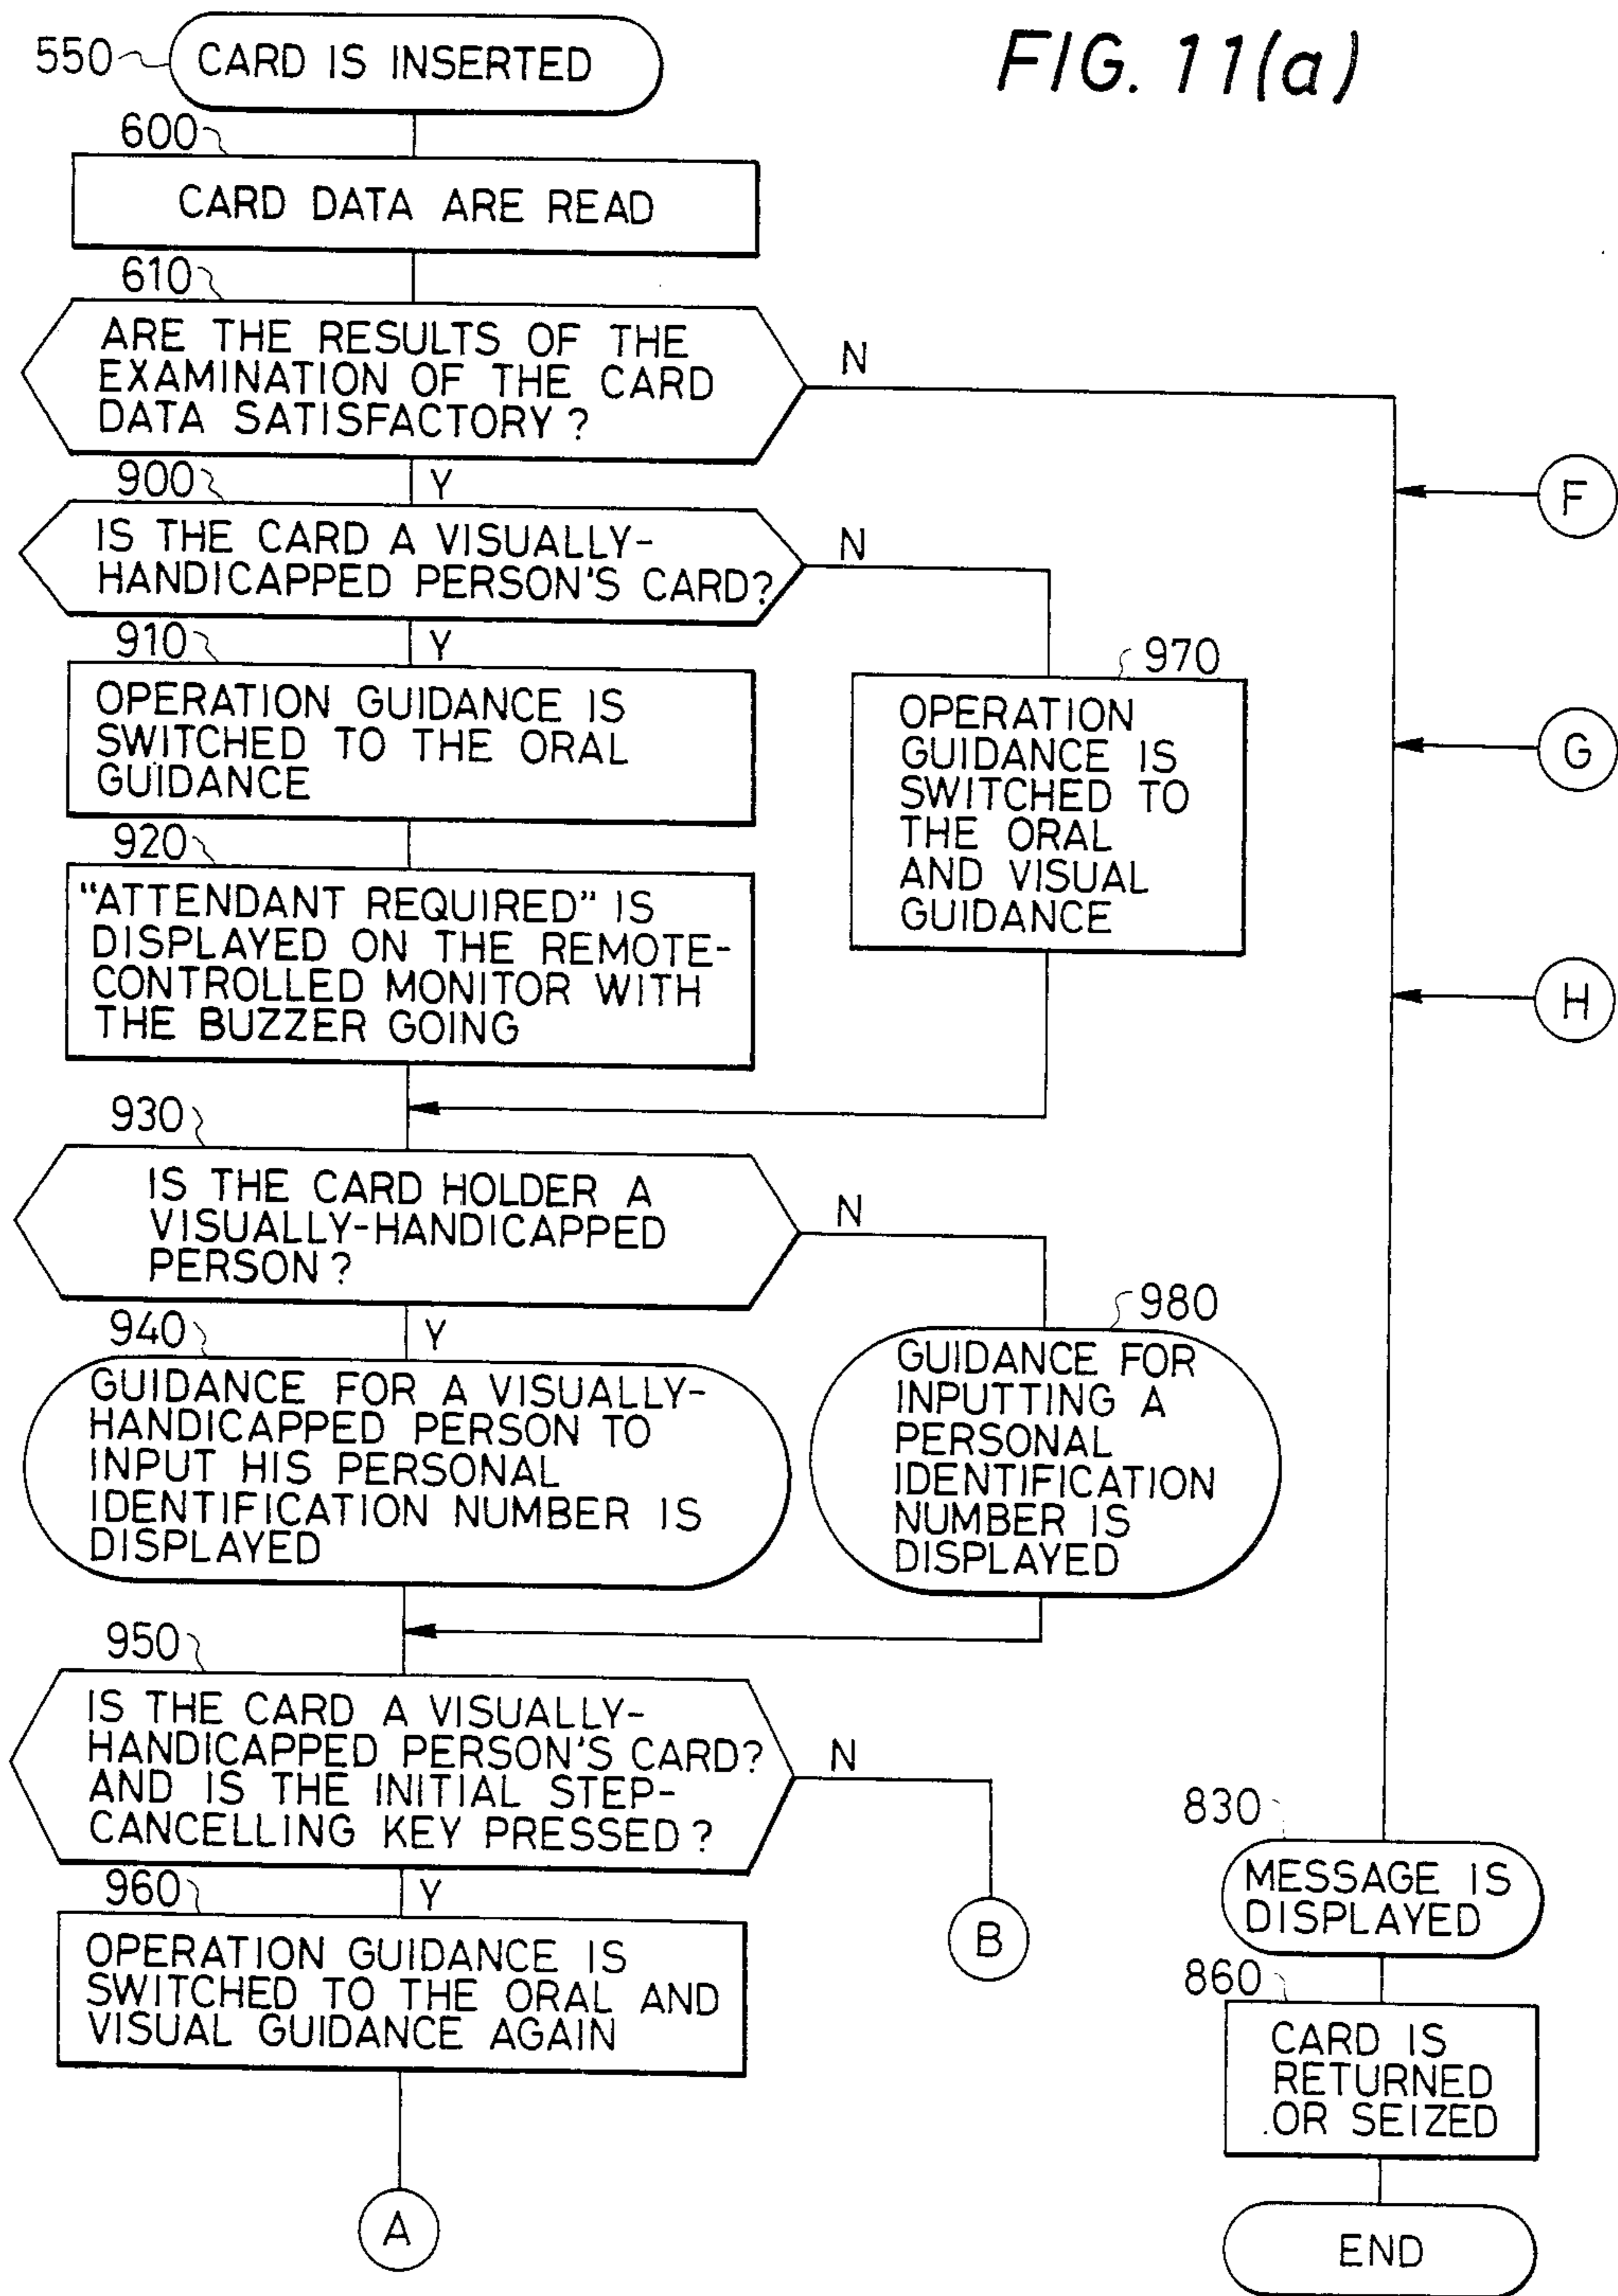 FIG. 11(a)
550
CARD IS INSERTED
600
CARD DATA ARE READ
610
ARE THE RESULTS OF THE
EXAMINATION OF THE CARD
DATA SATISFACTORY?
N
Y
900
IS THE CARD A VISUALLY-
HANDICAPPED PERSON'S CARD?
N
Y
910
OPERATION GUIDANCE IS
SWITCHED TO THE ORAL
GUIDANCE
970
OPERATION
GUIDANCE IS
SWITCHED TO
THE ORAL
AND VISUAL
GUIDANCE
920
"ATTENDANT REQUIRED" IS
DISPLAYED ON THE REMOTE-
CONTROLLED MONITOR WITH
THE BUZZER GOING
F
G
H
930
IS THE CARD HOLDER A
VISUALLY-HANDICAPPED
PERSON?
N
Y
940
GUIDANCE FOR A VISUALLY-
HANDICAPPED PERSON TO
INPUT HIS PERSONAL
IDENTIFICATION NUMBER IS
DISPLAYED
980
GUIDANCE FOR
INPUTTING A
PERSONAL
IDENTIFICATION
NUMBER IS
DISPLAYED
950
IS THE CARD A VISUALLY-
HANDICAPPED PERSON'S CARD?
AND IS THE INITIAL STEP-
CANCELLING KEY PRESSED?
N
Y
B
960
OPERATION GUIDANCE IS
SWITCHED TO THE ORAL AND
VISUAL GUIDANCE AGAIN
A
830
MESSAGE IS
DISPLAYED
860
CARD IS
RETURNED
OR SEIZED
END